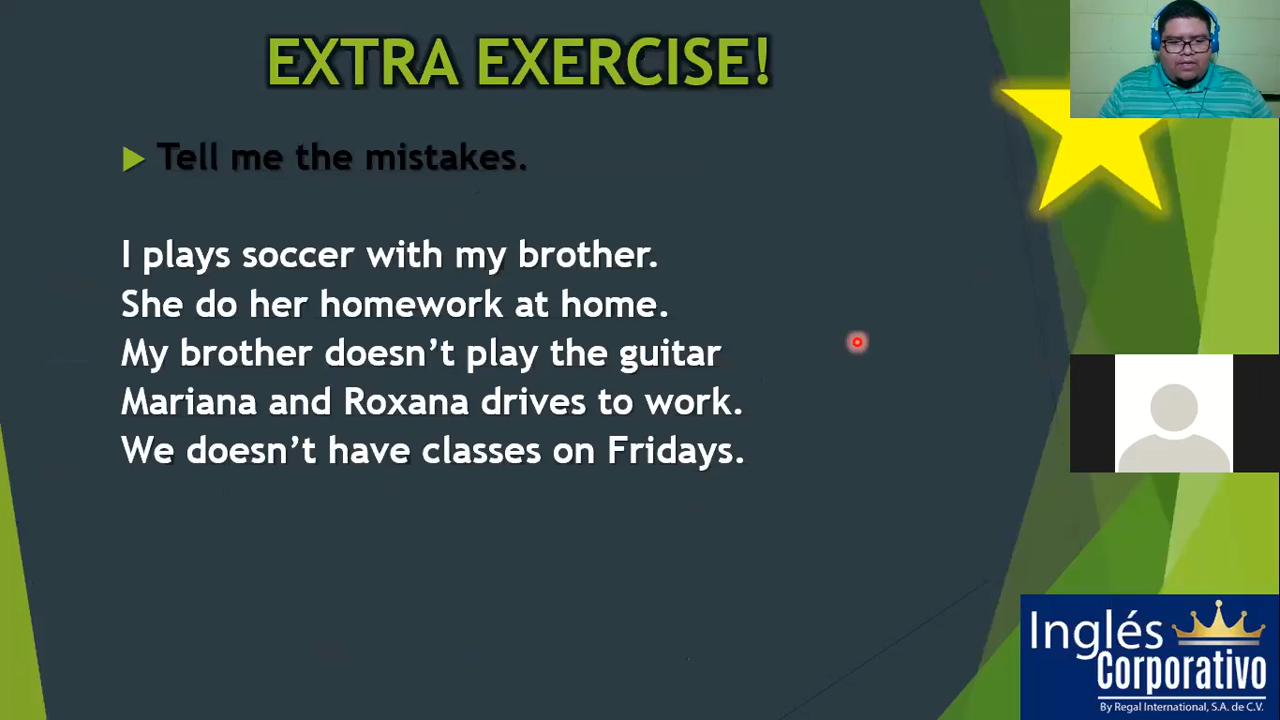 EXTRA EXERCISE!
Tell me the mistakes.
I plays soccer with my brother.
She do her homework at home.
My brother doesn’t play the guitar
Mariana and Roxana drives to work.
We doesn’t have classes on Fridays.
Inglés
Corporativo
By Regal International, S.A. de C.V.